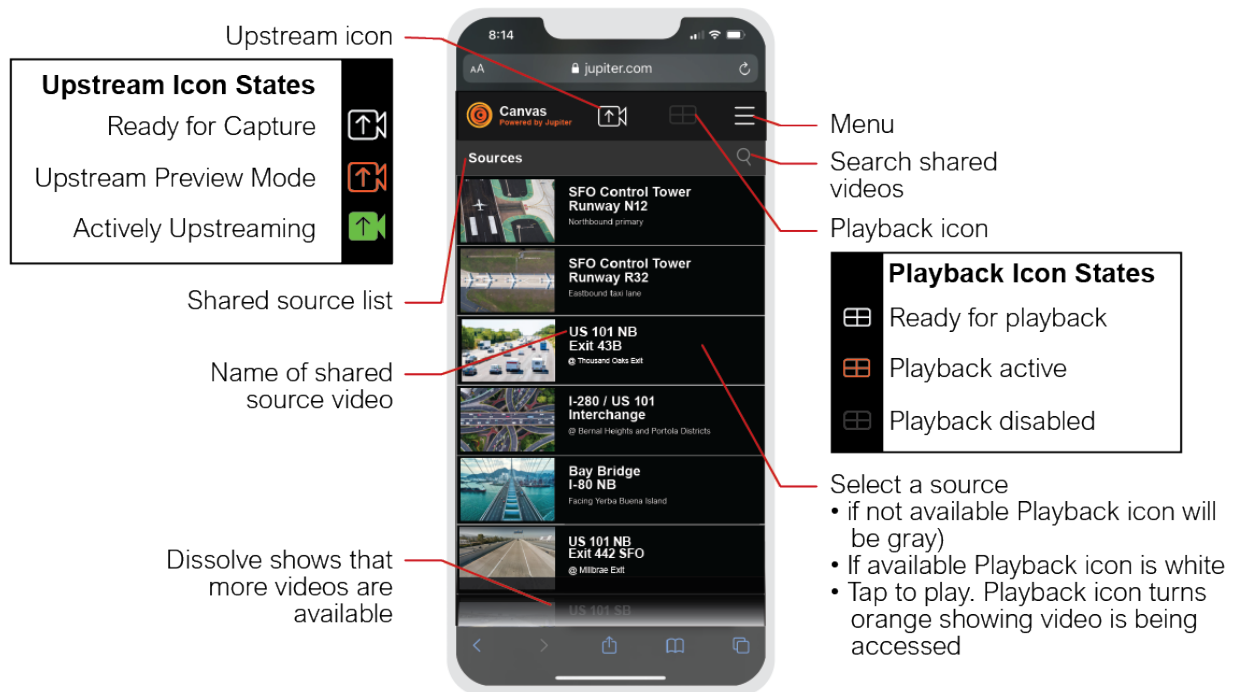 Upstream icon
Upstream Icon States
Ready for Capture
Upstream Preview Mode
Actively Upstreaming
Shared source list
Name of shared
source video
Dissolve shows that
more videos are
available
8:14
AA
jupiter.com
Canvas
Powered by Jupiter
Sources
SFO Control Tower
Runway N12
Northbound primary
SFO Control Tower
Runway R32
Eastbound taxi lane
US 101 NB
Exit 43B
@ Thousand Oaks Exit
I-280 / US 101
Interchange
@ Bernal Heights and Portola Districts
Bay Bridge
I-80 NB
Facing Yerba Buena Island
US 101 NB
Exit 442 SFO
@ Millbrae Exit
US 101 SB
Menu
Search shared
videos
Playback icon
Playback Icon States
Ready for playback
Playback active
Playback disabled
Select a source
• if not available Playback icon will
be gray)
• If available Playback icon is white
• Tap to play. Playback icon turns
orange showing video is being
accessed